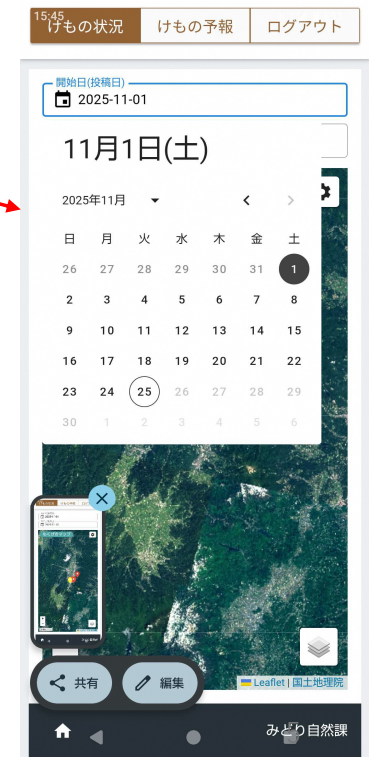 15:45
けもの状況 けもの予報 ログアウト
開始日(投稿日)
2025-11-01
11月1日(土)
2025年11月
日 月 火 水 木 金 土
26 27 28 29 30 31 1
2 3 4 5 6 7 8
9 10 11 12 13 14 15
16 17 18 19 20 21 22
23 24 25 26 27 28 29
30 1 2 3 4 5 6
共有 編集
Leaflet | 国土地理院
みどり自然課